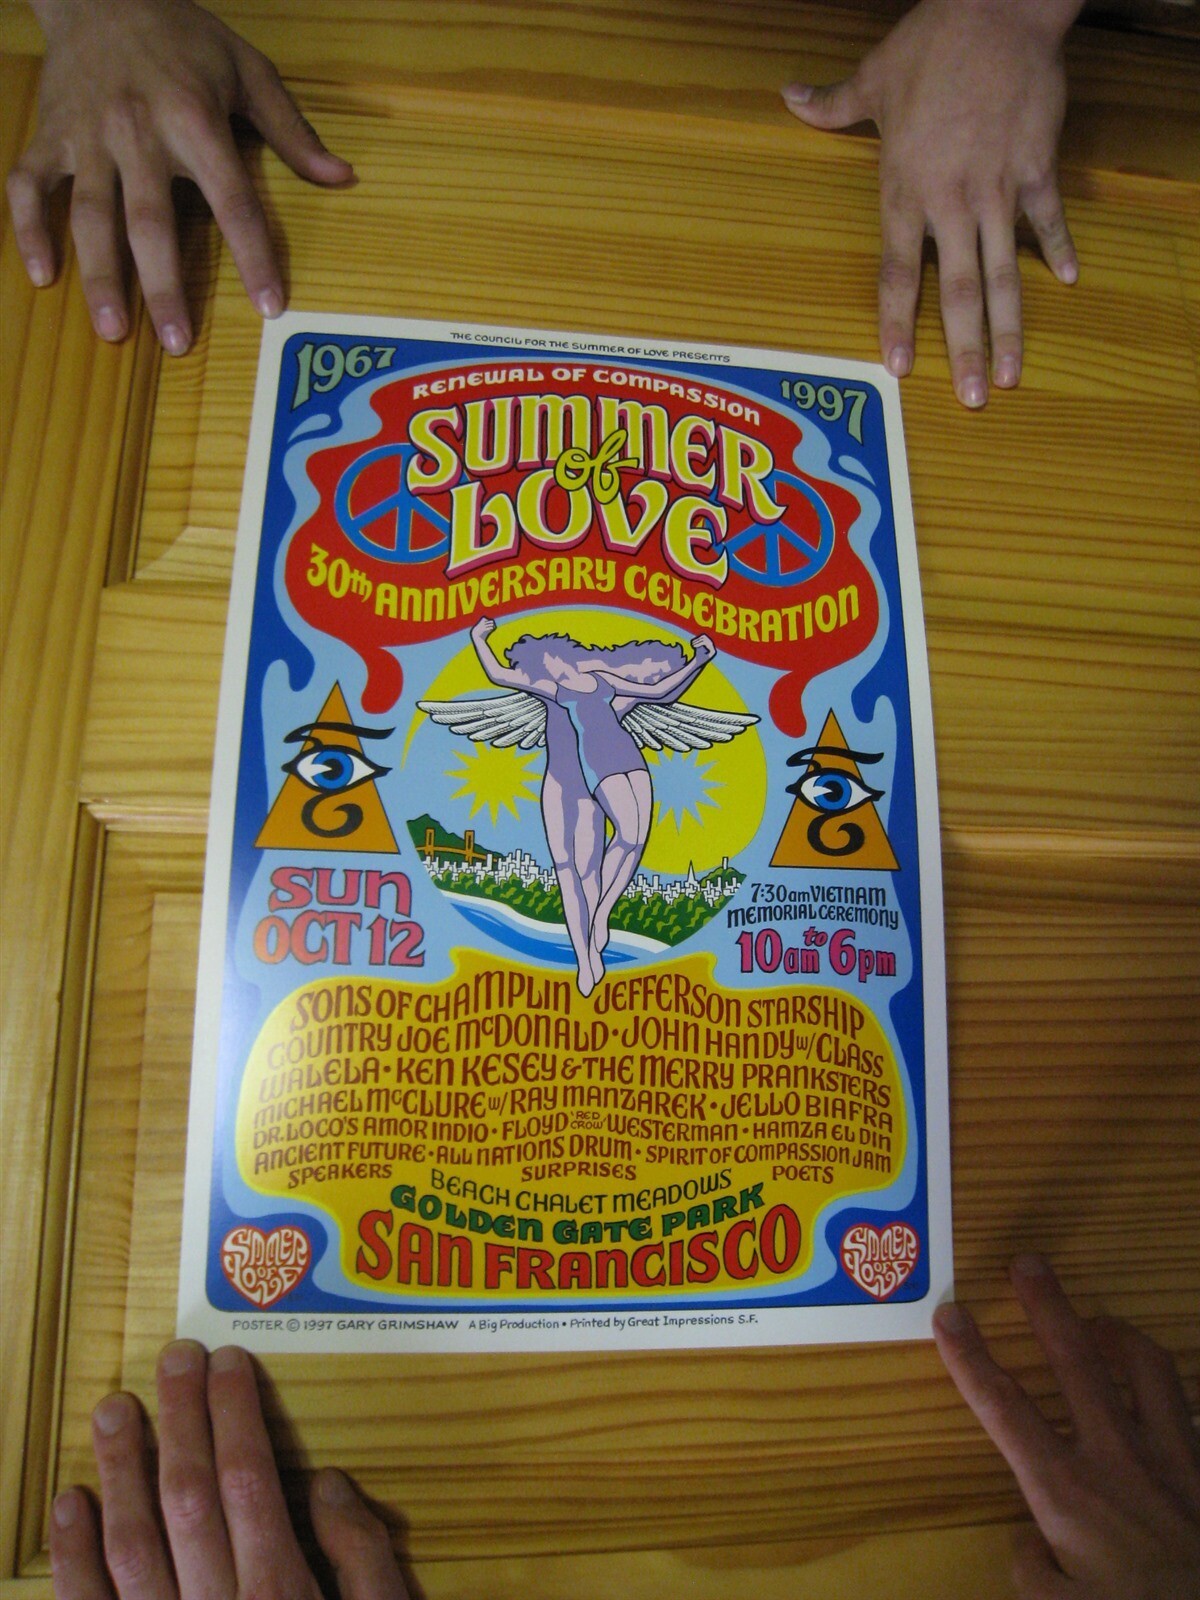 THE COUNCIL FOR THE SUMMER OF LOVE PRESENTS
1967
1997
RENEWAL OF COMPASSION
SUMMER
of
LOVE
30th ANNIVERSARY CELEBRATION
SUN
OCT 12
7:30am VIETNAM
MEMORIAL CEREMONY
10am to 6pm
SONS OF CHAMPLIN JEFFERSON STARSHIP
COUNTRY JOE McDONALD • JOHN HANDY w/ CLASS
WALELA • KEN KESEY & THE MERRY PRANKSTERS
MICHAEL McCLURE w/ RAY MANZAREK • JELLO BIAFRA
DR. LOCO'S AMOR INDIO • FLOYD 'RED CROW' WESTERMAN • HAMZA EL DIN
ANCIENT FUTURE • ALL NATIONS DRUM • SPIRIT OF COMPASSION JAM
SPEAKERS SURPRISES POETS
BEACH CHALET MEADOWS
GOLDEN GATE PARK
SAN FRANCISCO
SUMMER
OF
LOVE
SUMMER
OF
LOVE
POSTER © 1997 GARY GRIMSHAW A Big Production • Printed by Great Impressions S.F.